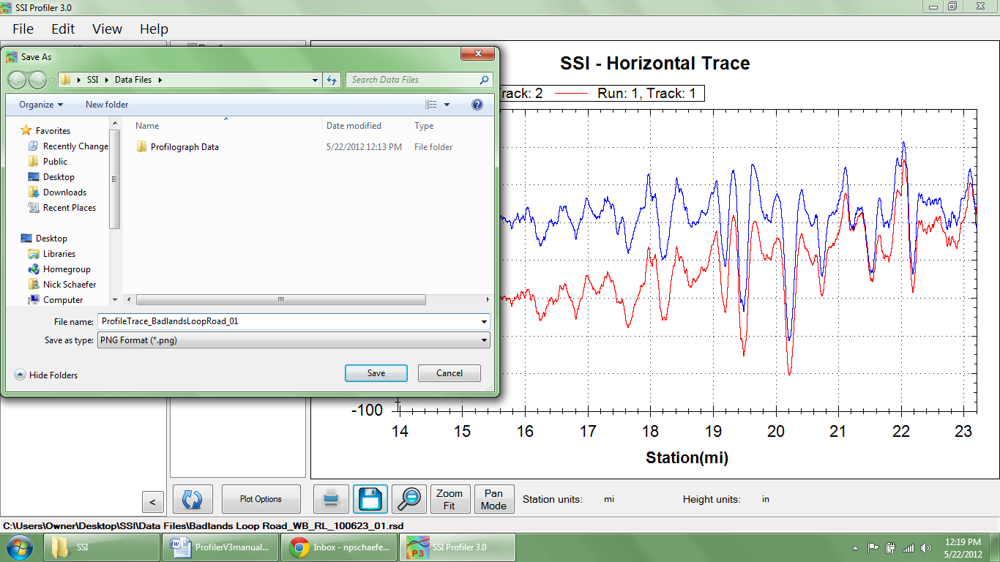 SSI Profiler 3.0
File Edit View Help
Save As
SSI Data Files
Search Data Files
Organize New folder
Favorites
Recently Change
Public
Desktop
Downloads
Recent Places
Desktop
Libraries
Homegroup
Nick Schaefer
Computer
Name Date modified Type
Profilograph Data 5/22/2012 12:13 PM File folder
File name: ProfileTrace_BadlandsLoopRoad_01
Save as type: PNG Format (*.png)
Hide Folders Save Cancel
SSI - Horizontal Trace
Track: 2 Run: 1, Track: 1
-100
14 15 16 17 18 19 20 21 22 23
Station(mi)
<
Plot Options
Zoom Fit
Pan Mode
Station units: mi Height units: in
C:\Users\Owner\Desktop\SSI\Data Files\Badlands Loop Road_WB_RL_100623_01.rsd
SSI
ProfilerV3manual...
Inbox - npschaefe...
P3
SSI Profiler 3.0
12:19 PM
5/22/2012